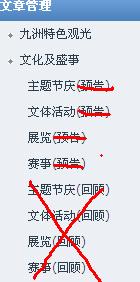 文章管理
九洲特色观光
文化及盛事
主题节庆(预告)
文体活动(预告)
展览(预告)
赛事(预告)
主题节庆(回顾)
文体活动(回顾)
展览(回顾)
赛事(回顾)